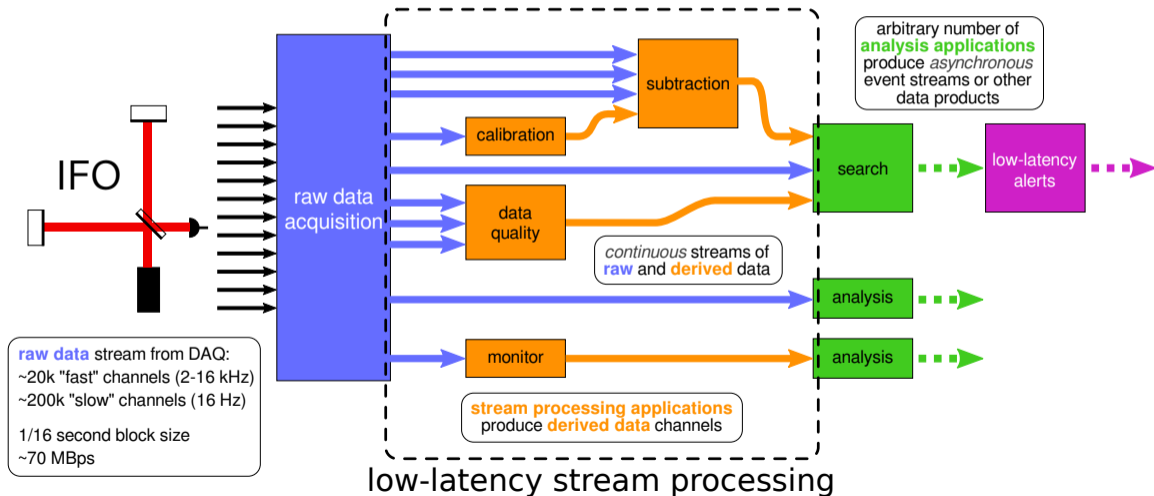 IFO
raw data stream from DAQ:
~20k "fast" channels (2-16 kHz)
~200k "slow" channels (16 Hz)
1/16 second block size
~70 MBps
raw data
acquisition
subtraction
calibration
data
quality
continuous streams of
raw and derived data
monitor
stream processing applications
produce derived data channels
low-latency stream processing
arbitrary number of
analysis applications
produce asynchronous
event streams or other
data products
search
low-latency
alerts
analysis
analysis